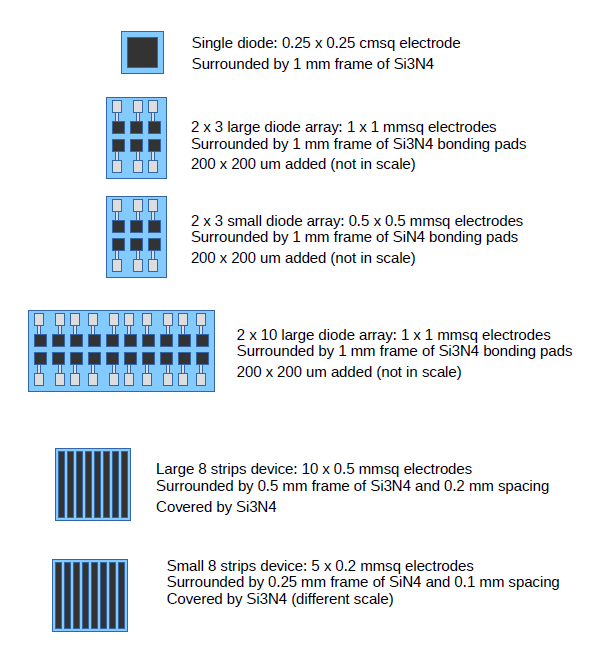 Single diode: 0.25 x 0.25 cmsq electrode
Surrounded by 1 mm frame of Si3N4
2 x 3 large diode array: 1 x 1 mmsq electrodes
Surrounded by 1 mm frame of Si3N4 bonding pads
200 x 200 um added (not in scale)
2 x 3 small diode array: 0.5 x 0.5 mmsq electrodes
Surrounded by 1 mm frame of SiN4 bonding pads
200 x 200 um added (not in scale)
2 x 10 large diode array: 1 x 1 mmsq electrodes
Surrounded by 1 mm frame of Si3N4 bonding pads
200 x 200 um added (not in scale)
Large 8 strips device: 10 x 0.5 mmsq electrodes
Surrounded by 0.5 mm frame of Si3N4 and 0.2 mm spacing
Covered by Si3N4
Small 8 strips device: 5 x 0.2 mmsq electrodes
Surrounded by 0.25 mm frame of SiN4 and 0.1 mm spacing
Covered by Si3N4 (different scale)